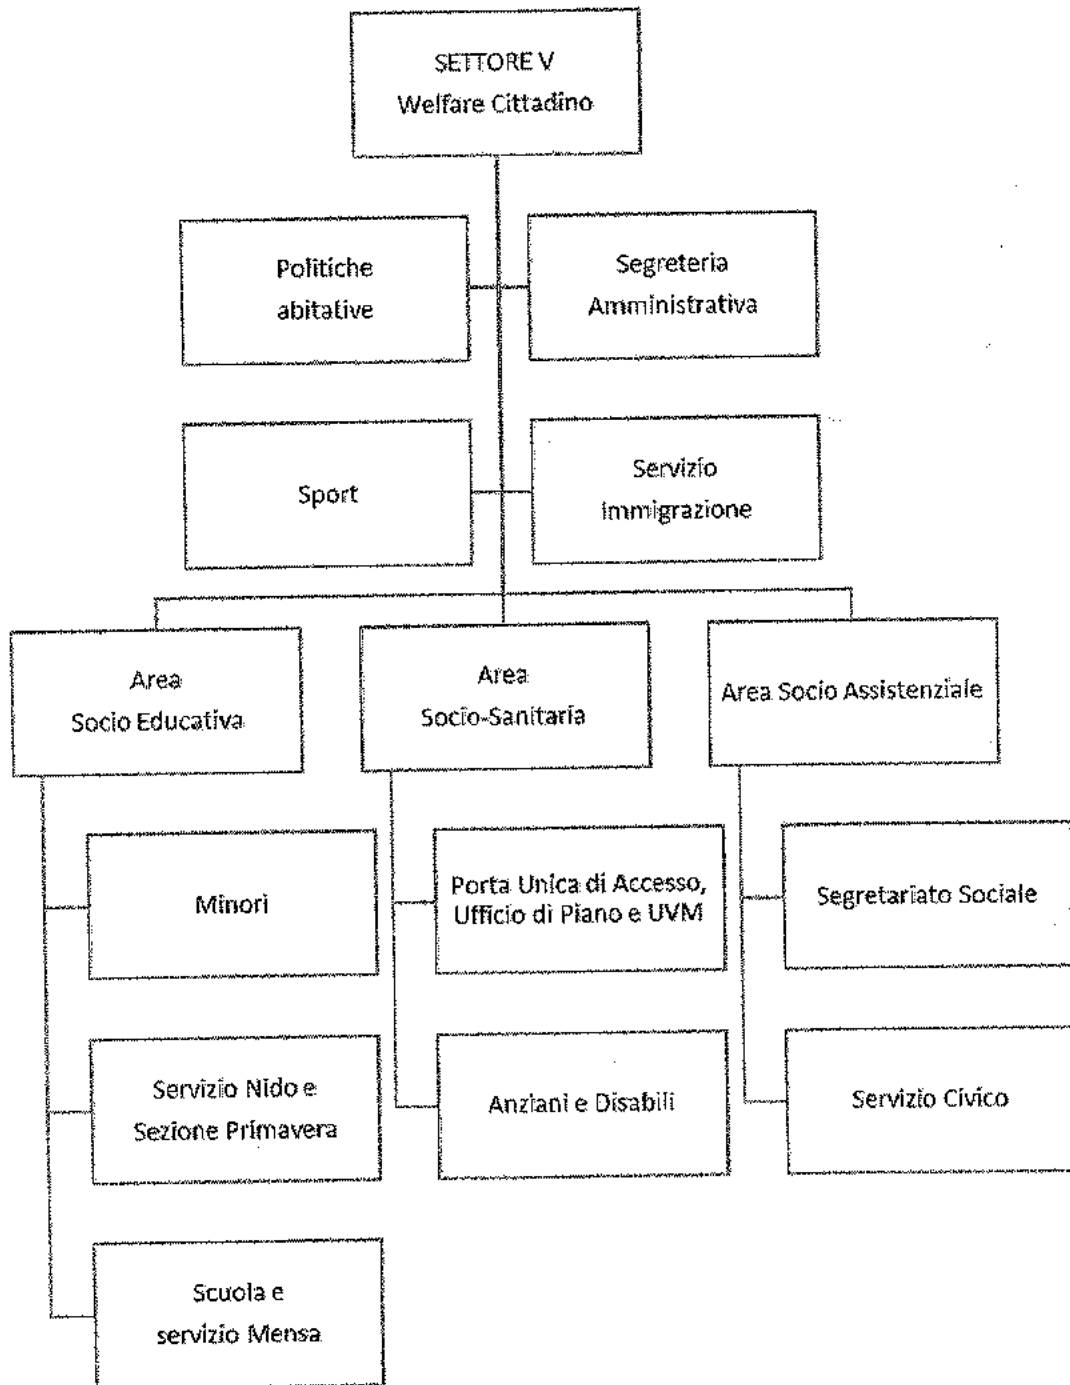 SETTORE V
Welfare Cittadino
Politiche
abitative
Segreteria
Amministrativa
Sport
Servizio
Immigrazione
Area
Socio Educativa
Area
Socio-Sanitaria
Area Socio Assistenziale
Minori
Porta Unica di Accesso,
Ufficio di Piano e UVM
Segretariato Sociale
Servizio Nido e
Sezione Primavera
Anziani e Disabili
Servizio Civico
Scuola e
servizio Mensa